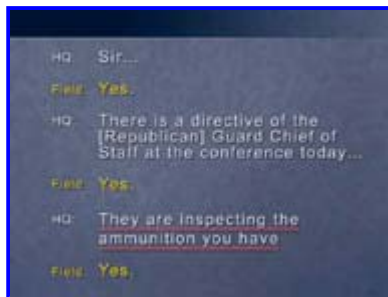 HQ: Sir...
Field: Yes.
HQ: There is a directive of the
[Republican] Guard Chief of
Staff at the conference today...
Field: Yes.
HQ: They are inspecting the
ammunition you have
Field: Yes.